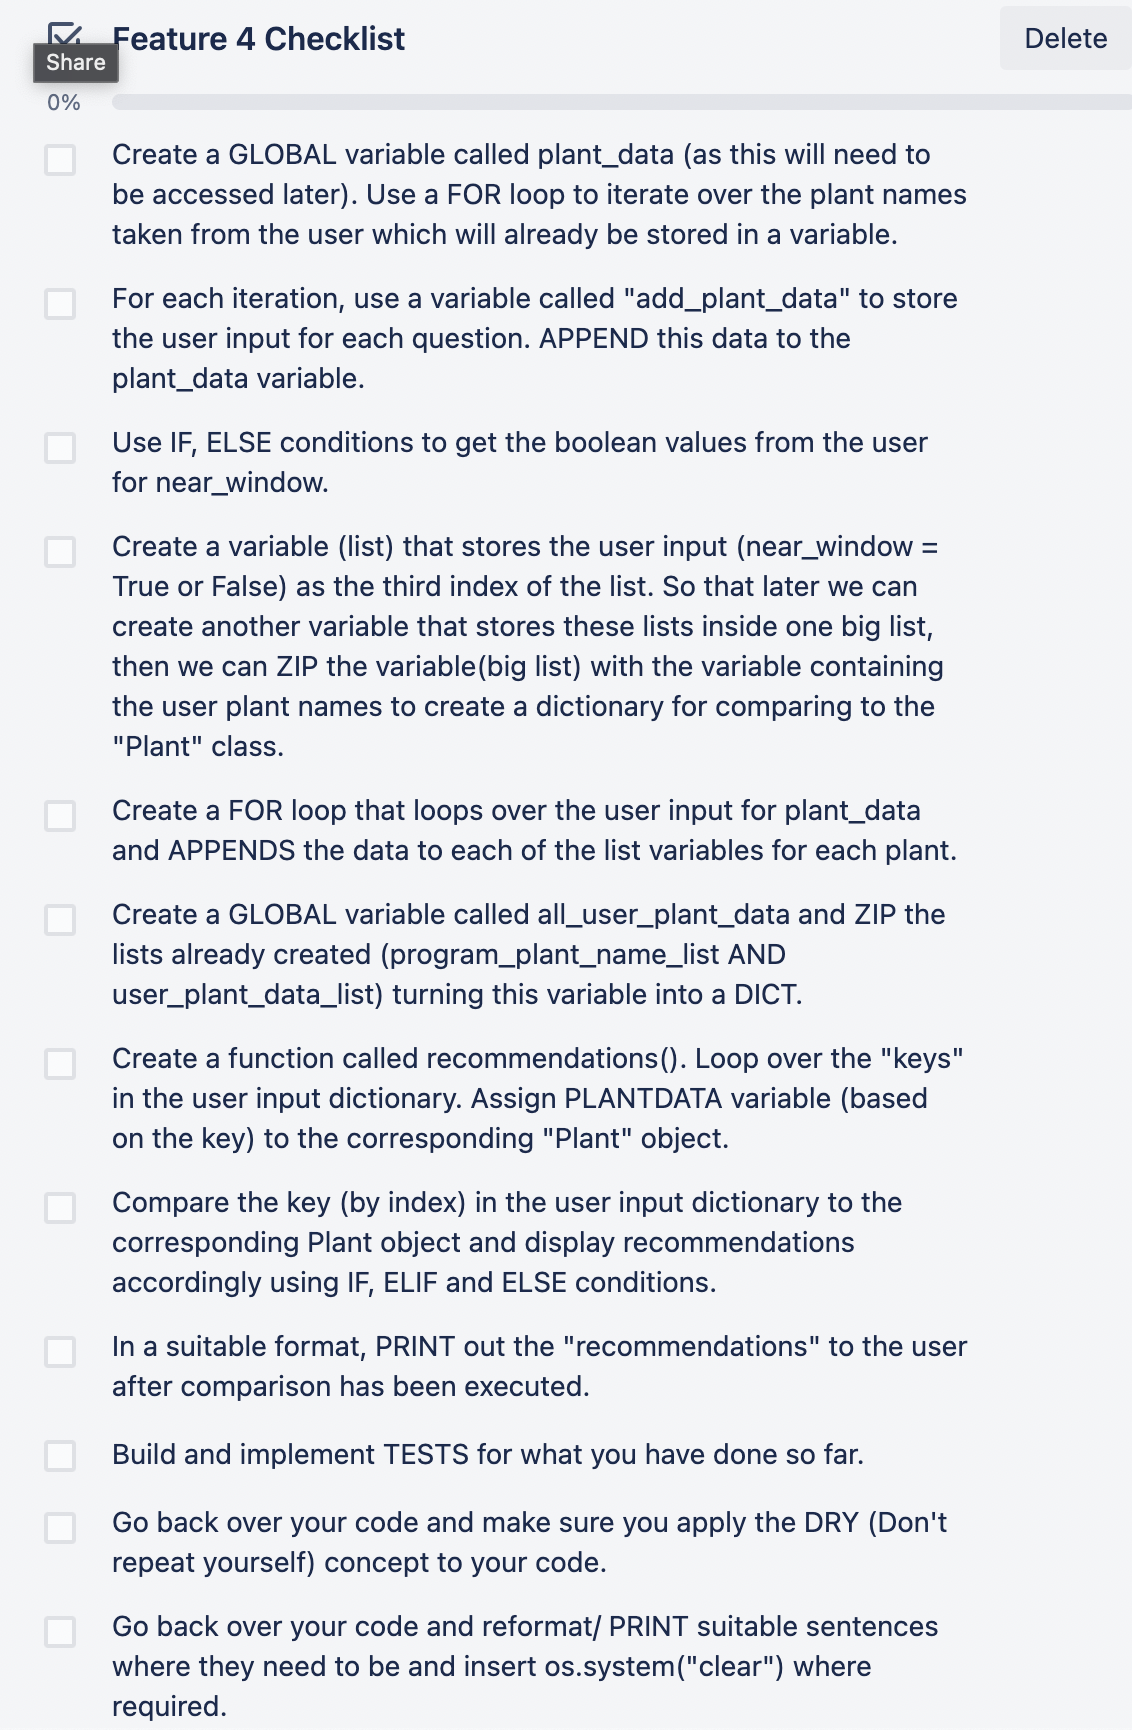 Feature 4 Checklist
Delete
Share
0%
Create a GLOBAL variable called plant_data (as this will need to
be accessed later). Use a FOR loop to iterate over the plant names
taken from the user which will already be stored in a variable.
For each iteration, use a variable called "add_plant_data" to store
the user input for each question. APPEND this data to the
plant_data variable.
Use IF, ELSE conditions to get the boolean values from the user
for near_window.
Create a variable (list) that stores the user input (near_window =
True or False) as the third index of the list. So that later we can
create another variable that stores these lists inside one big list,
then we can ZIP the variable(big list) with the variable containing
the user plant names to create a dictionary for comparing to the
"Plant" class.
Create a FOR loop that loops over the user input for plant_data
and APPENDS the data to each of the list variables for each plant.
Create a GLOBAL variable called all_user_plant_data and ZIP the
lists already created (program_plant_name_list AND
user_plant_data_list) turning this variable into a DICT.
Create a function called recommendations(). Loop over the "keys"
in the user input dictionary. Assign PLANTDATA variable (based
on the key) to the corresponding "Plant" object.
Compare the key (by index) in the user input dictionary to the
corresponding Plant object and display recommendations
accordingly using IF, ELIF and ELSE conditions.
In a suitable format, PRINT out the "recommendations" to the user
after comparison has been executed.
Build and implement TESTS for what you have done so far.
Go back over your code and make sure you apply the DRY (Don't
repeat yourself) concept to your code.
Go back over your code and reformat/ PRINT suitable sentences
where they need to be and insert os.system("clear") where
required.